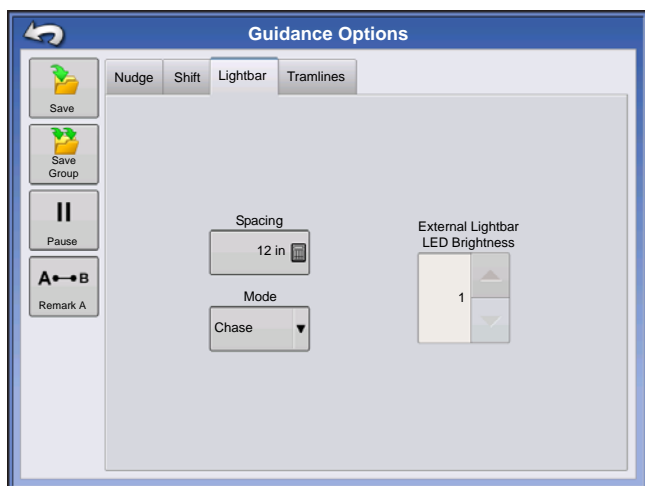 Guidance Options
Save
Save
Group
Pause
A B
Remark A
Nudge
Shift
Lightbar
Tramlines
Spacing
12 in
Mode
Chase
External Lightbar
LED Brightness
1